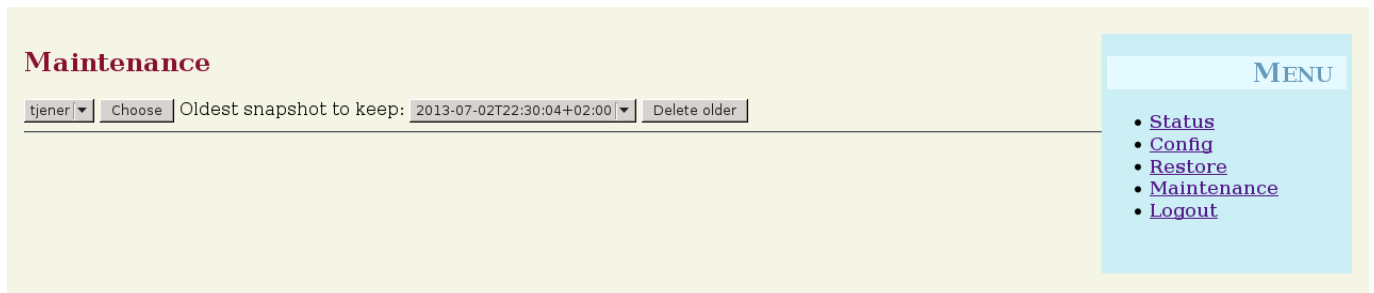 Maintenance
tjener Choose Oldest snapshot to keep: 2013-07-02T22:30:04+02:00 Delete older
MENU
Status
Config
Restore
Maintenance
Logout